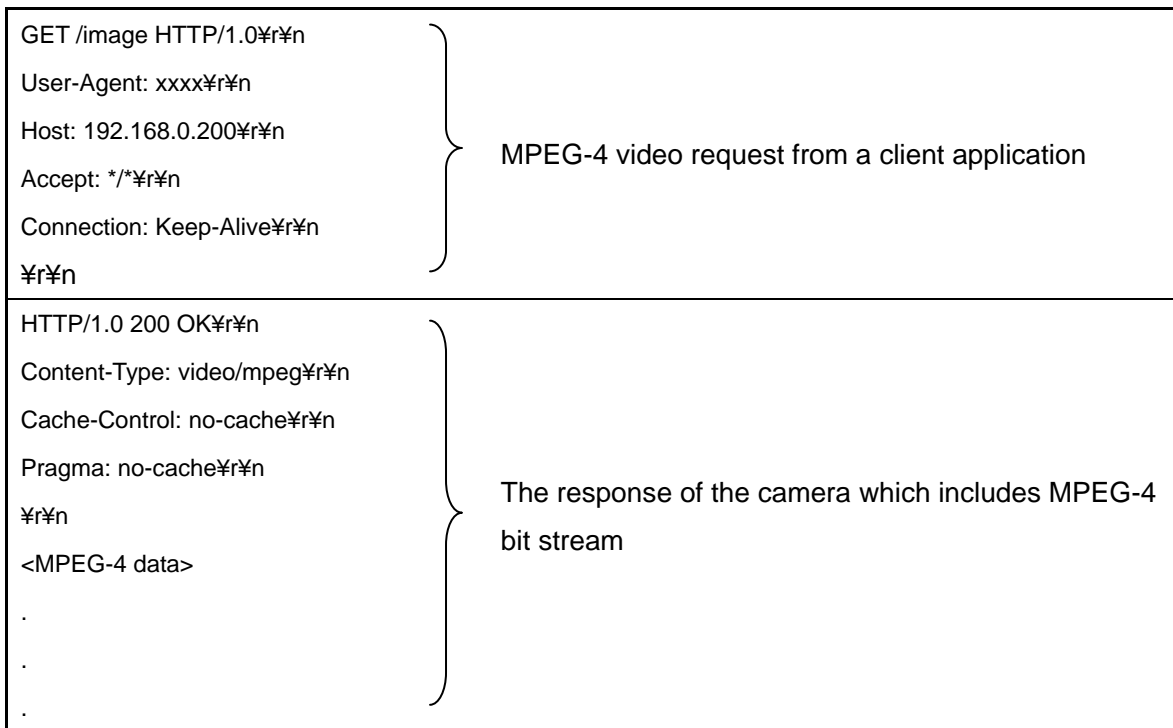 GET /image HTTP/1.0¥r¥n
User-Agent: xxxx¥r¥n
Host: 192.168.0.200¥r¥n
Accept: */*¥r¥n
Connection: Keep-Alive¥r¥n
¥r¥n
MPEG-4 video request from a client application
HTTP/1.0 200 OK¥r¥n
Content-Type: video/mpeg¥r¥n
Cache-Control: no-cache¥r¥n
Pragma: no-cache¥r¥n
¥r¥n
<MPEG-4 data>
.
.
.
The response of the camera which includes MPEG-4
bit stream